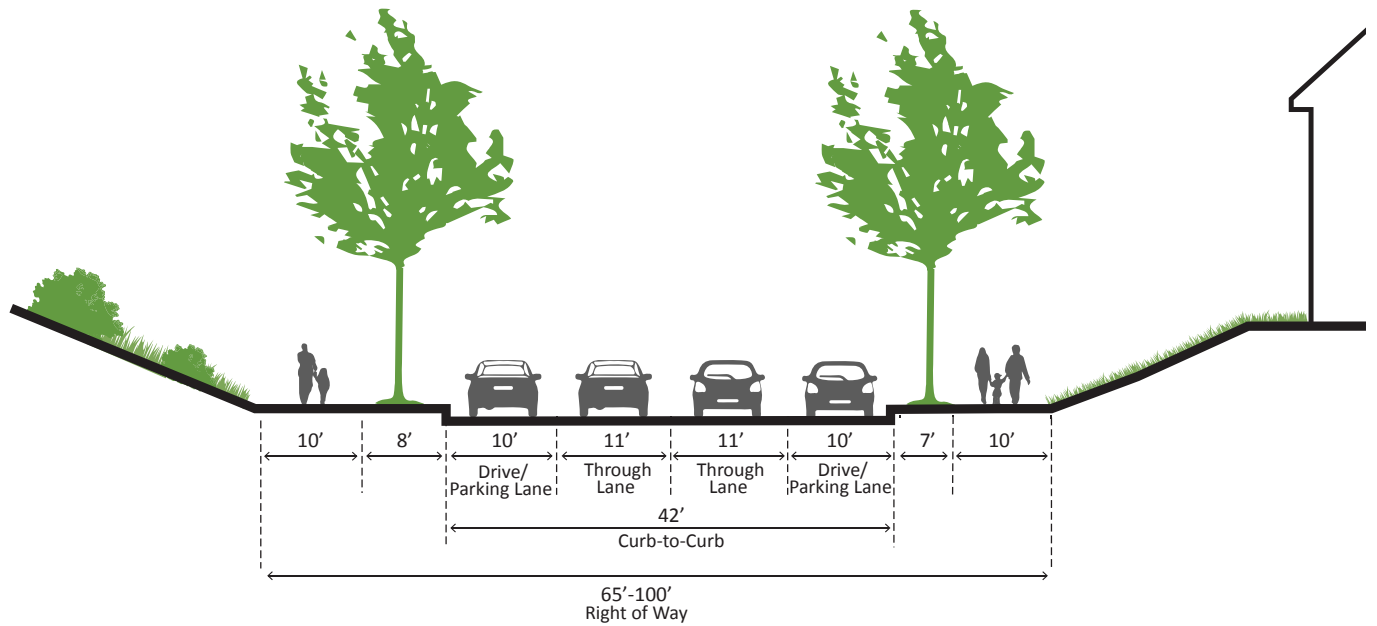 10’ 8’ 10’ 11’ 11’ 10’ 7’ 10’
Drive/ Through Through Drive/
Parking Lane Lane Lane Parking Lane
42’
Curb-to-Curb
65’-100’
Right of Way